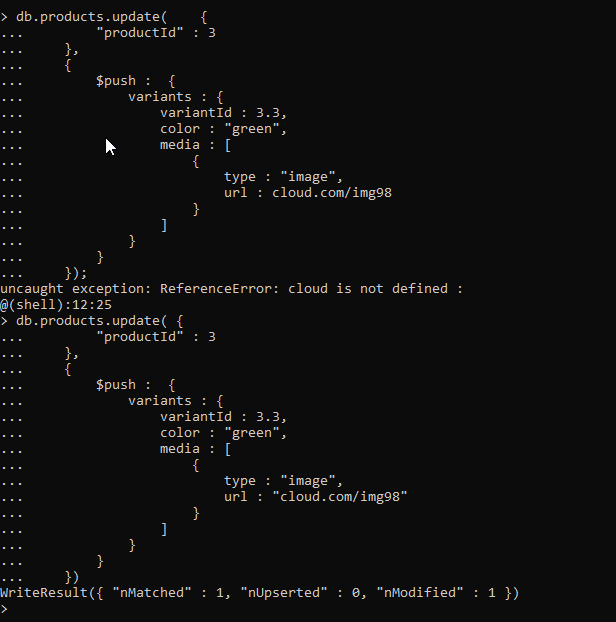 > db.products.update(    {
...         "productId" : 3
...     },
...     {
...         $push :  {
...             variants : {
...                 variantId : 3.3,
...                 color : "green",
...                 media : [
...                     {
...                         type : "image",
...                         url : cloud.com/img98
...                     }
...                 ]
...             }
...         }
...     });
uncaught exception: ReferenceError: cloud is not defined :
@(shell):12:25
> db.products.update( {
...         "productId" : 3
...     },
...     {
...         $push :  {
...             variants : {
...                 variantId : 3.3,
...                 color : "green",
...                 media : [
...                     {
...                         type : "image",
...                         url : "cloud.com/img98"
...                     }
...                 ]
...             }
...         }
...     })
WriteResult({ "nMatched" : 1, "nUpserted" : 0, "nModified" : 1 })
>